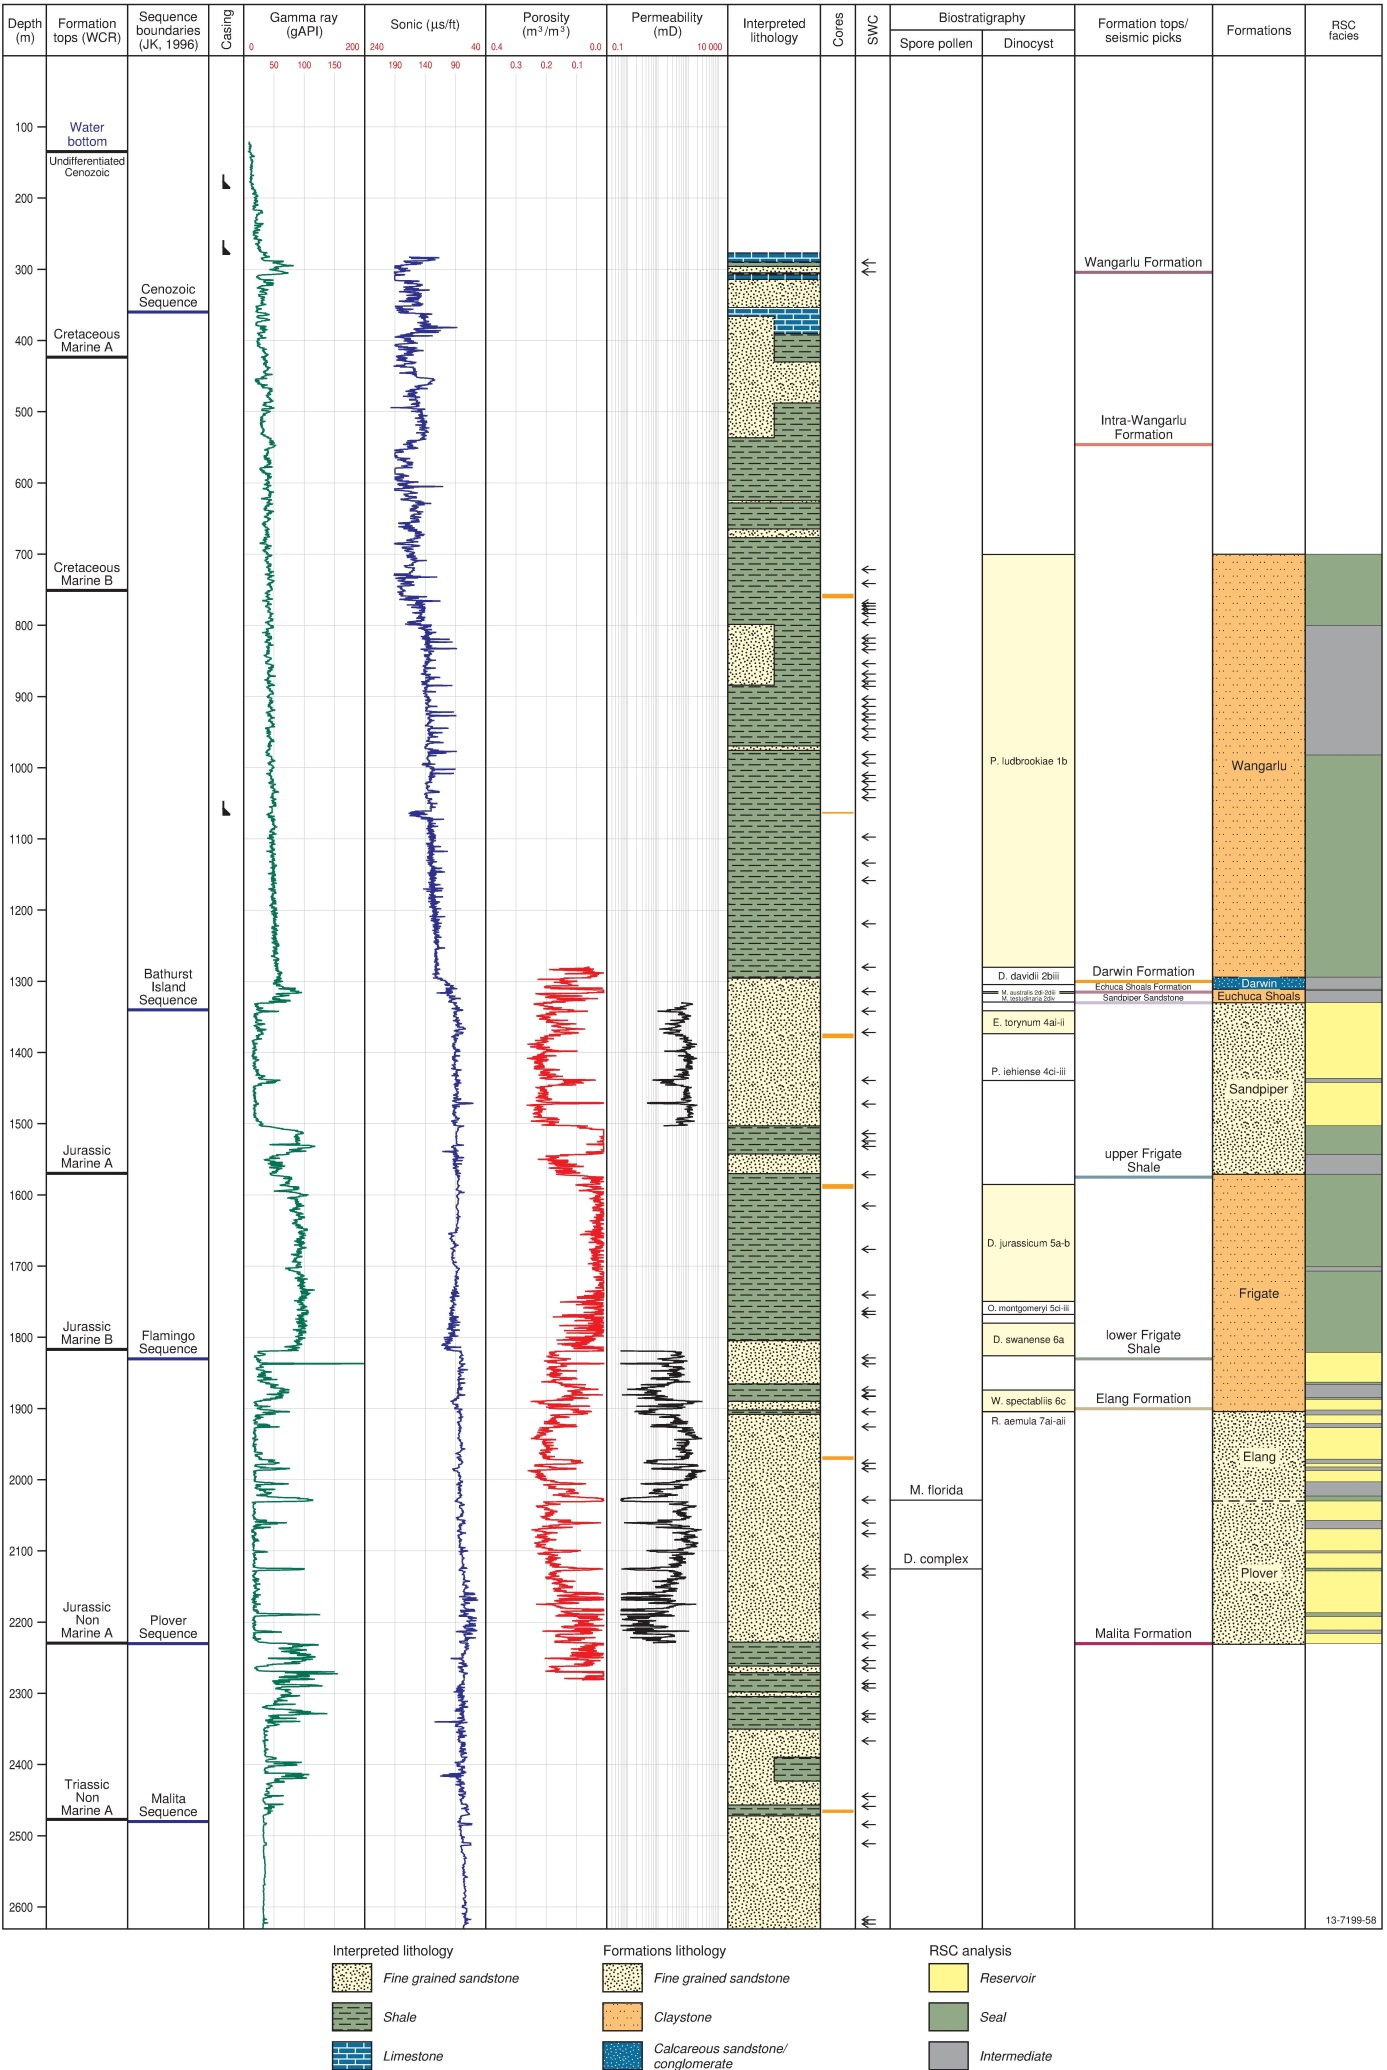 Depth
(m)
Formation
tops (WCR)
Sequence
boundaries
(JK, 1996)
Casing
Gamma ray
(gAPI)
0 200
50 100 150
Sonic (µs/ft)
240 40
190 140 90
Porosity
(m³/m³)
0.4 0.0
0.3 0.2 0.1
Permeability
(mD)
0.1 10 000
Interpreted
lithology
Cores
SWC
Biostratigraphy
Spore pollen
Dinocyst
Formation tops/
seismic picks
Formations
RSC
facies
100
200
300
400
500
600
700
800
900
1000
1100
1200
1300
1400
1500
1600
1700
1800
1900
2000
2100
2200
2300
2400
2500
2600
Water
bottom
Undifferentiated
Cenozoic
Cretaceous
Marine A
Cretaceous
Marine B
Jurassic
Marine A
Jurassic
Marine B
Jurassic
Non
Marine A
Triassic
Non
Marine A
Cenozoic
Sequence
Bathurst
Island
Sequence
Flamingo
Sequence
Plover
Sequence
Malita
Sequence
M. florida
D. complex
P. ludbrookiae 1b
D. davidii 2biii
M. australis 2di-2diii
M. testudinaria 2div
E. torynum 4ai-ii
P. iehiense 4ci-iii
D. jurassicum 5a-b
O. montgomeryi 5ci-iii
D. swanense 6a
W. spectabliis 6c
R. aemula 7ai-aii
Wangarlu Formation
Intra-Wangarlu
Formation
Darwin Formation
Echuca Shoals Formation
Sandpiper Sandstone
upper Frigate
Shale
lower Frigate
Shale
Elang Formation
Malita Formation
Wangarlu
Darwin
Euchuca Shoals
Sandpiper
Frigate
Elang
Plover
13-7199-58
Interpreted lithology
Fine grained sandstone
Shale
Limestone
Formations lithology
Fine grained sandstone
Claystone
Calcareous sandstone/
conglomerate
RSC analysis
Reservoir
Seal
Intermediate